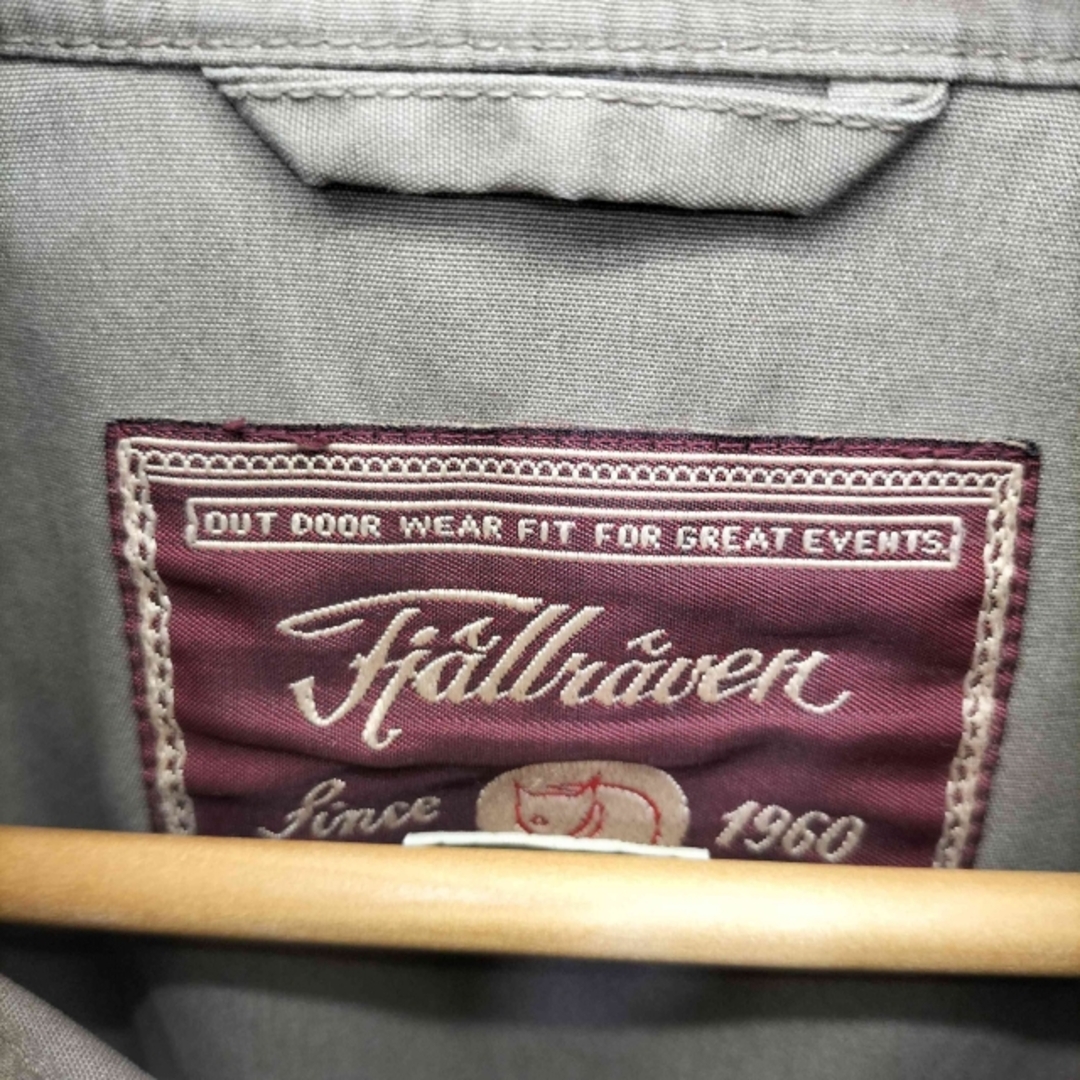 OUT DOOR WEAR FIT FOR GREAT EVENTS.
Fjällräven
Since 1960